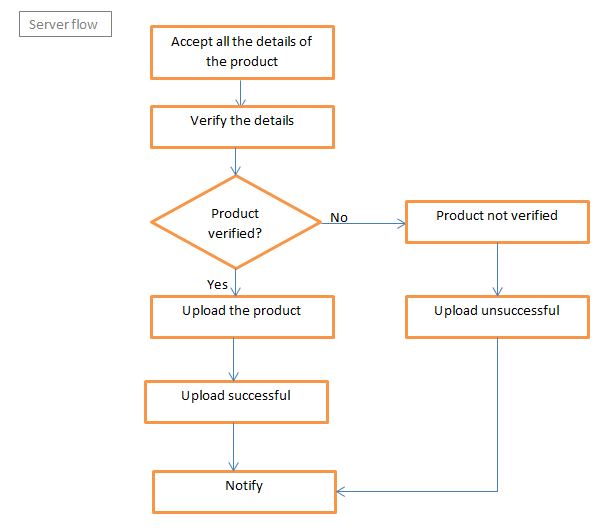 Server flow
Accept all the details of
the product
Verify the details
Product
verified?
No
Product not verified
Yes
Upload the product
Upload unsuccessful
Upload successful
Notify